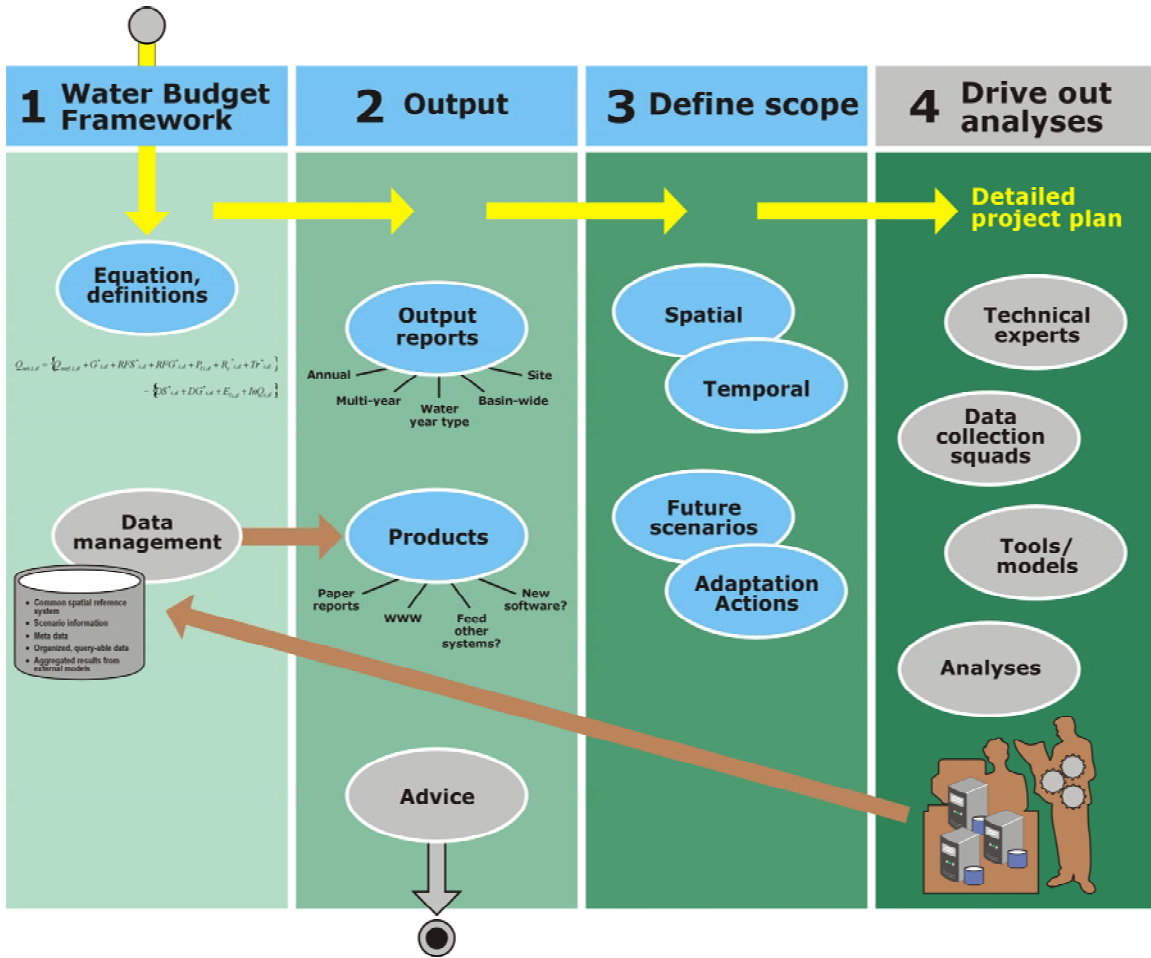 1 Water Budget
Framework
2 Output
3 Define scope
4 Drive out
analyses
Equation,
definitions
Data
management
• Common spatial reference
system
• Scenario information
• Meta data
• Organized, query-able data
• Aggregated results from
external models
Output
reports
Annual
Multi-year
Water
year type
Basin-wide
Site
Products
Paper
reports
WWW
Feed
other
systems?
New
software?
Advice
Spatial
Temporal
Future
scenarios
Adaptation
Actions
Detailed
project plan
Technical
experts
Data
collection
squads
Tools/
models
Analyses